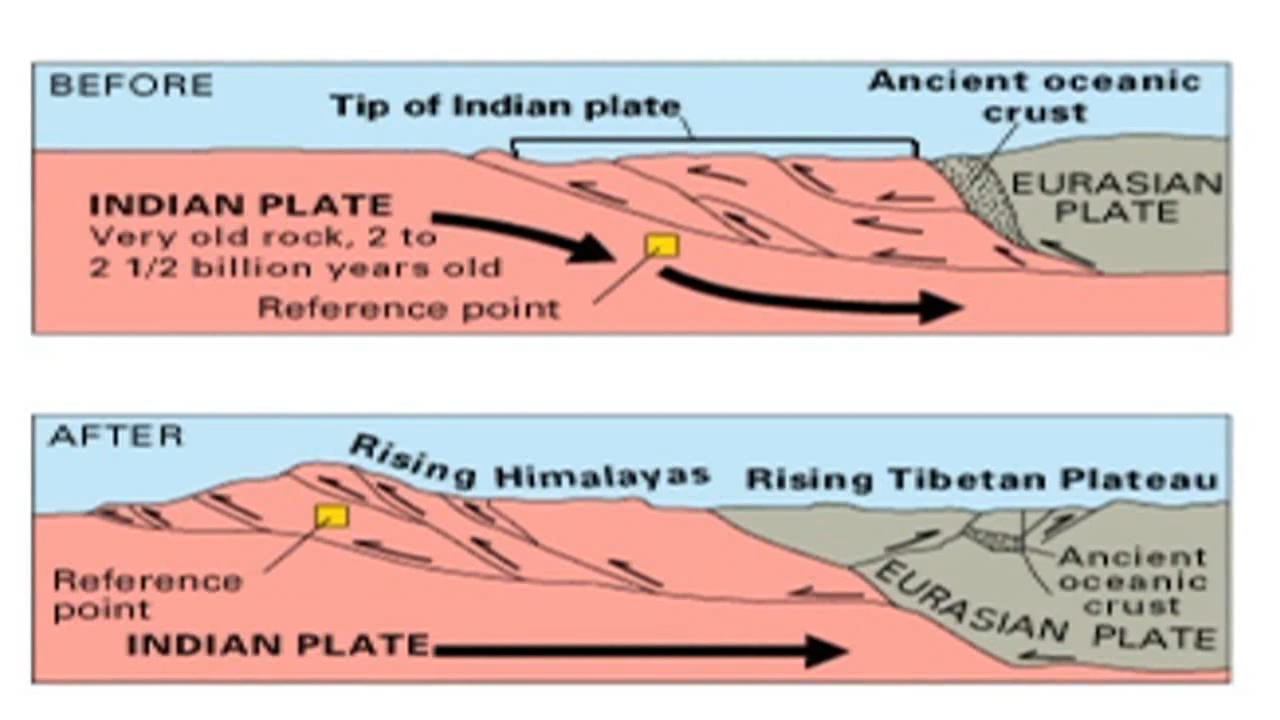 BEFORE
Tip of Indian plate
Ancient oceanic
crust
EURASIAN
PLATE
INDIAN PLATE
Very old rock, 2 to
2 1/2 billion years old
Reference point
AFTER
Rising Himalayas
Rising Tibetan Plateau
Reference
point
Ancient
oceanic
crust
EURASIAN PLATE
INDIAN PLATE